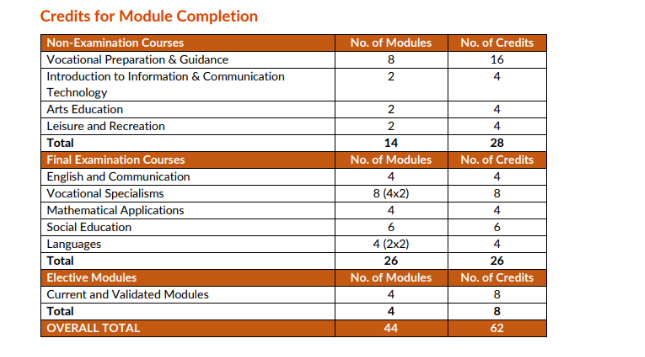 Credits for Module Completion
Non-Examination Courses No. of Modules No. of Credits
Vocational Preparation & Guidance 8 16
Introduction to Information & Communication 2 4
Technology
Arts Education 2 4
Leisure and Recreation 2 4
Total 14 28
Final Examination Courses No. of Modules No. of Credits
English and Communication 4 4
Vocational Specialisms 8 (4x2) 8
Mathematical Applications 4 4
Social Education 6 6
Languages 4 (2x2) 4
Total 26 26
Elective Modules No. of Modules No. of Credits
Current and Validated Modules 4 8
Total 4 8
OVERALL TOTAL 44 62